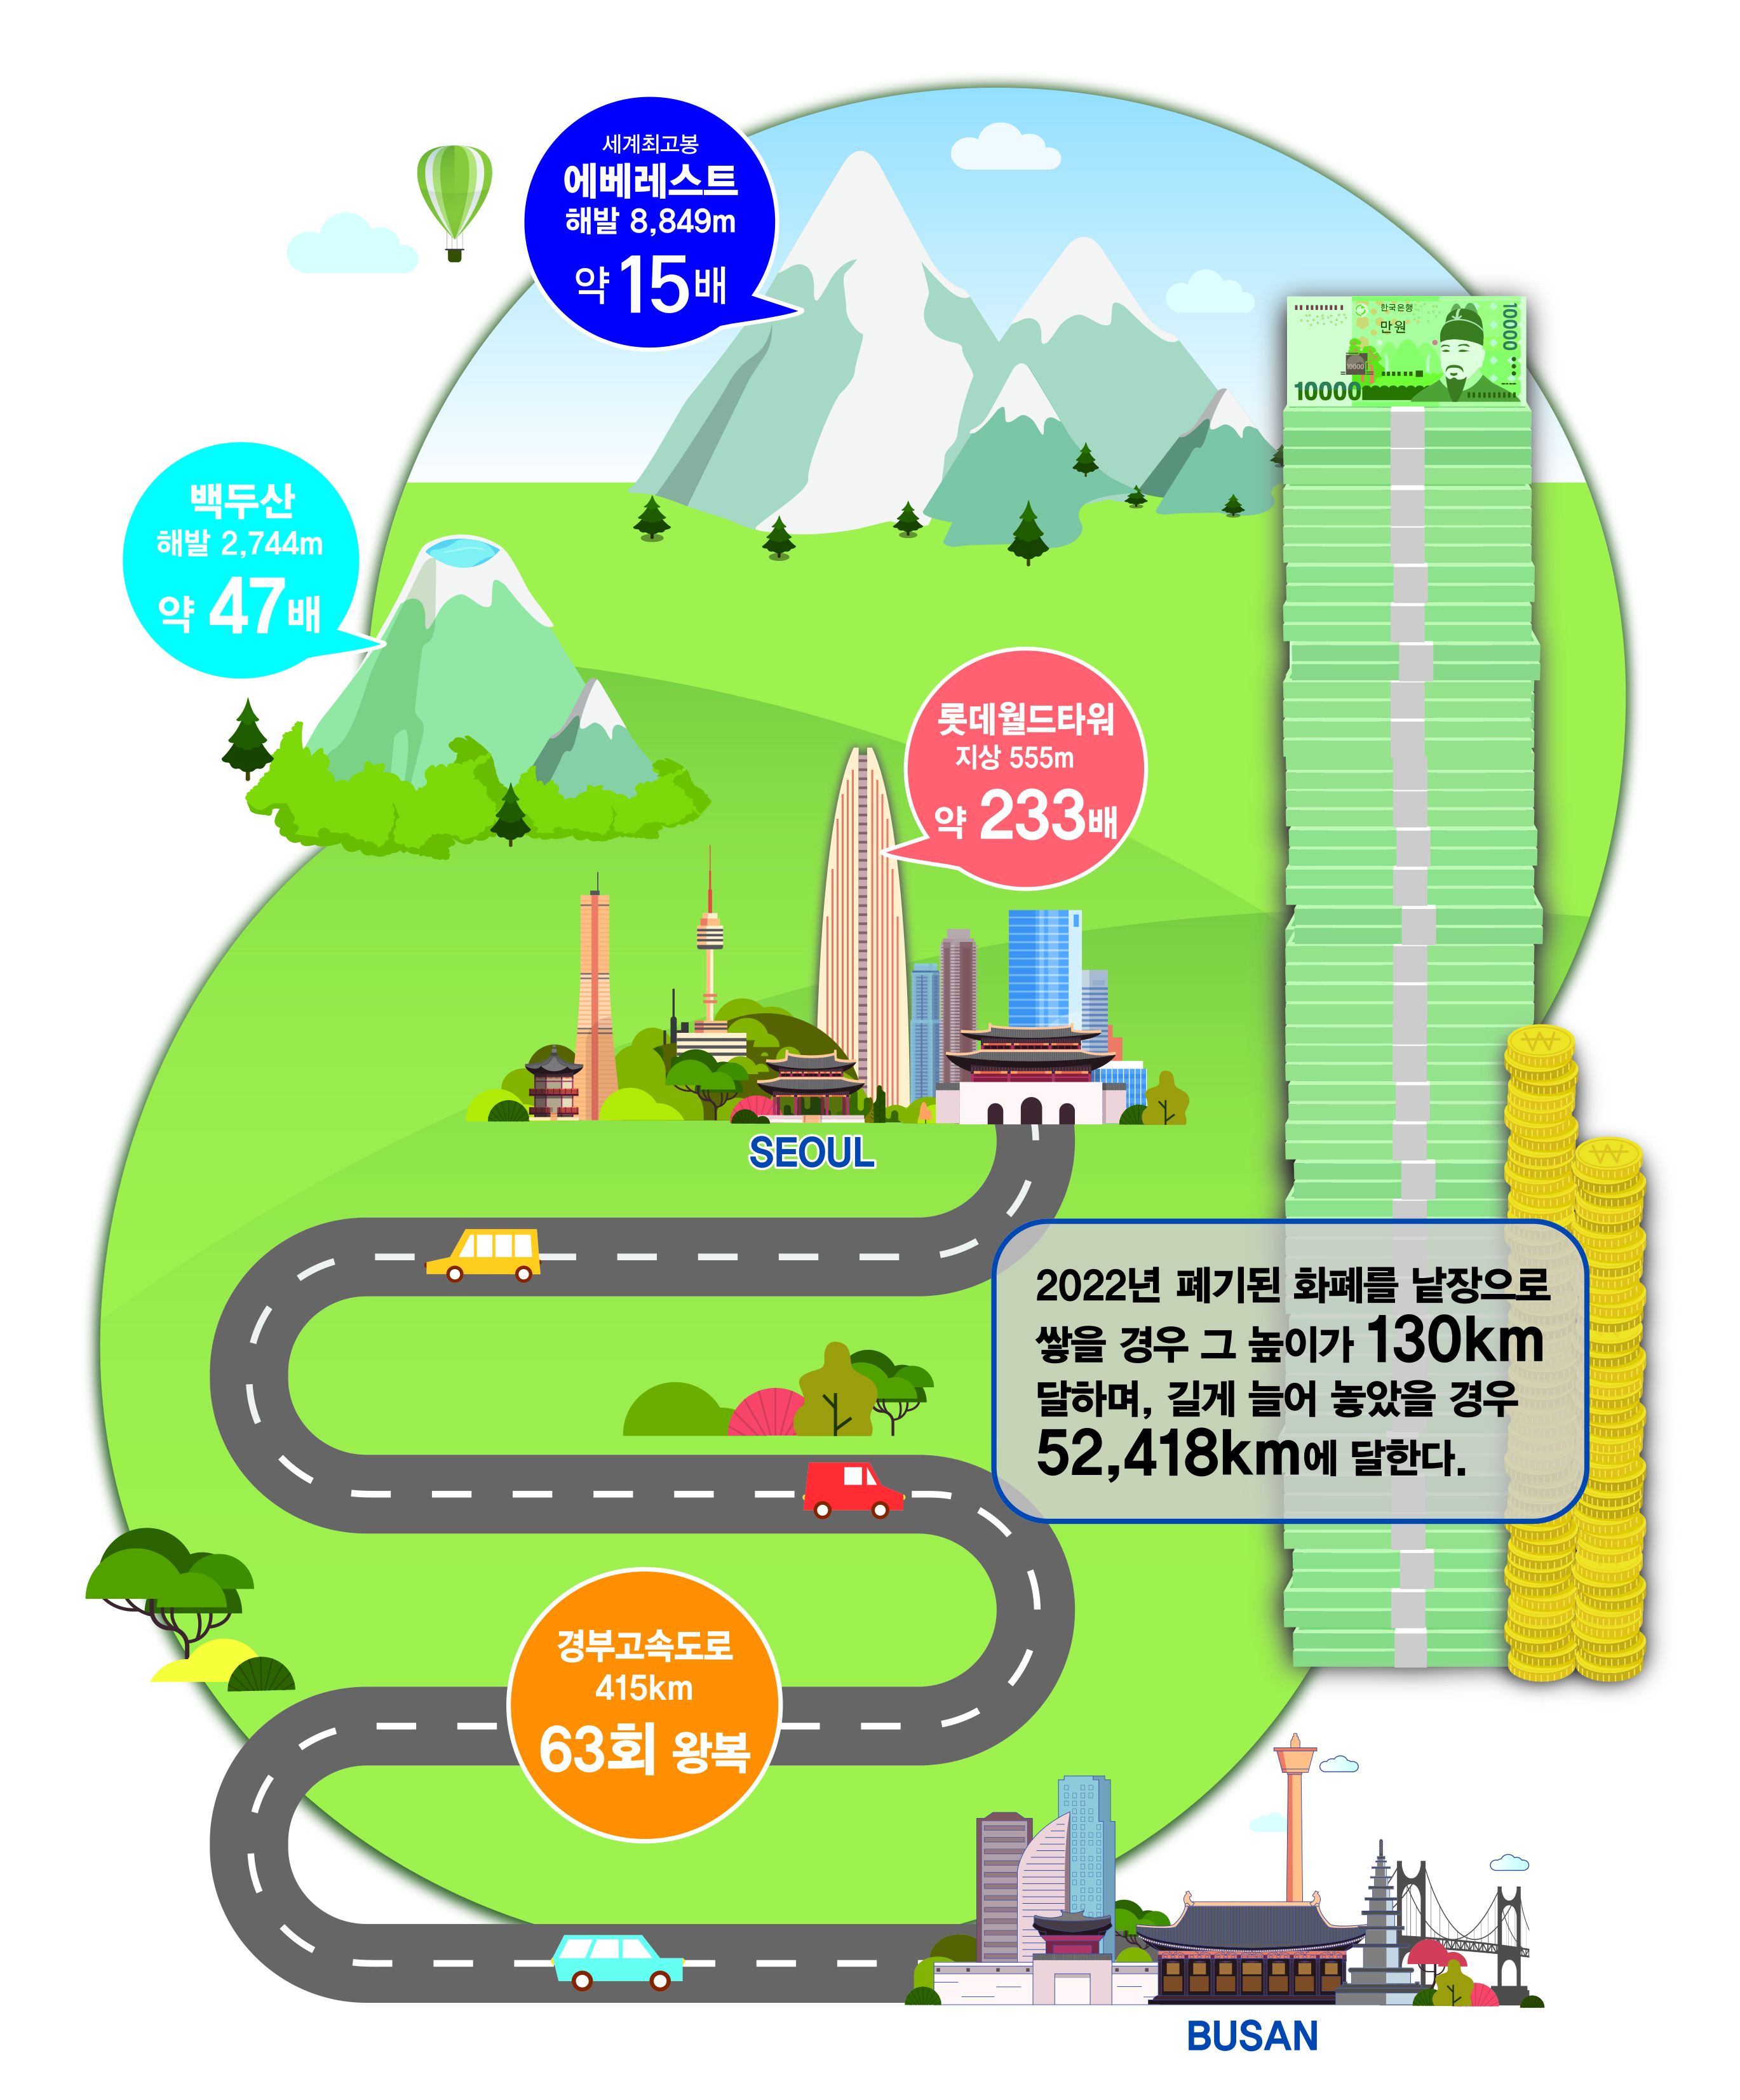 세계최고봉
에베레스트
해발 8,849m
약 15배
한국은행
만원
10000
10000
10000
백두산
해발 2,744m
약 47배
롯데월드타워
지상 555m
약 233배
SEOUL
2022년 폐기된 화폐를 낱장으로
쌓을 경우 그 높이가 130km
달하며, 길게 늘어 놓았을 경우
52,418km에 달한다.
경부고속도로
415km
63회 왕복
BUSAN